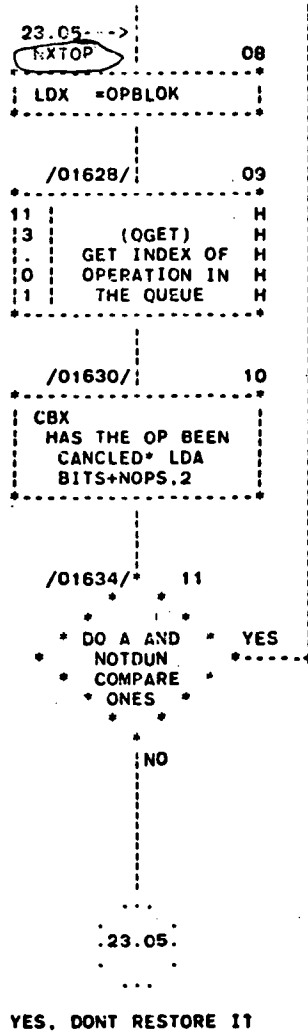 23.05---->
NXTOP 08
LDX =OPBLOK
/01628/ 09
11 H
3 (QGET) H
. GET INDEX OF H
0 OPERATION IN H
1 THE QUEUE H
/01630/ 10
CBX
HAS THE OP BEEN
CANCLED* LDA
BITS+NOPS.2
/01634/* 11
DO A AND YES
NOTDUN
COMPARE
ONES
NO
.23.05.
YES, DONT RESTORE IT